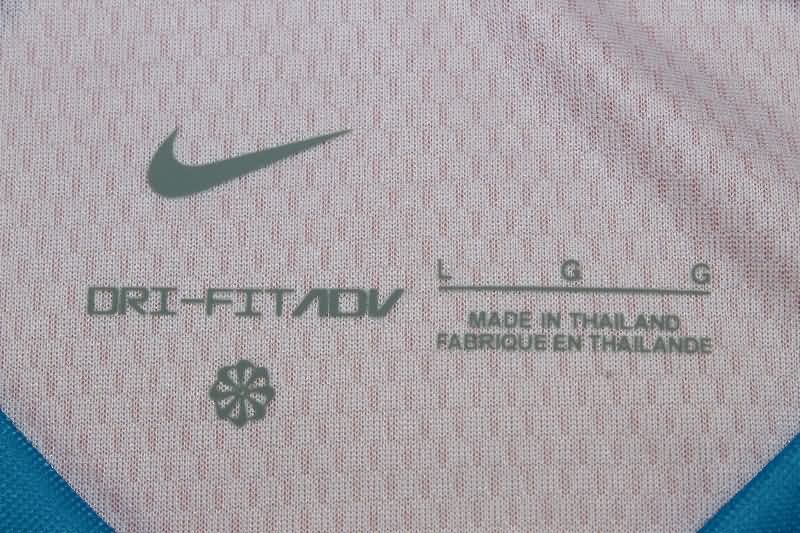 DRI-FIT ADV
L G G
MADE IN THAILAND
FABRIQUE EN THAILANDE